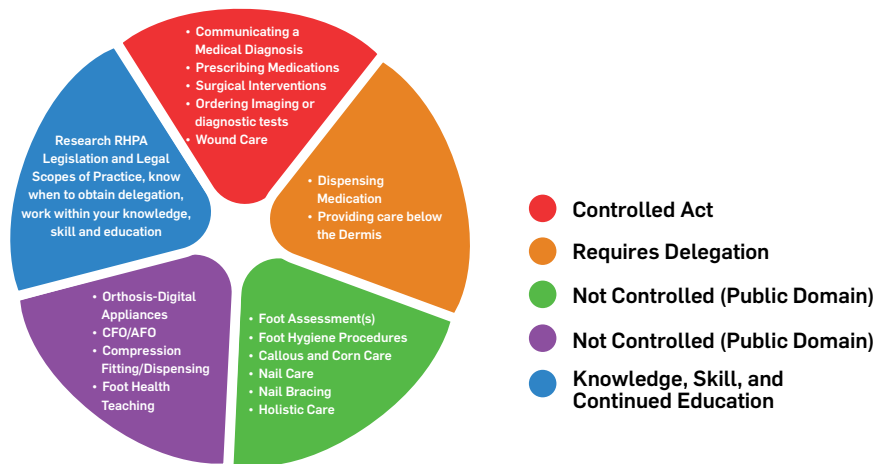 • Communicating a
Medical Diagnosis
• Prescribing Medications
• Surgical Interventions
• Ordering Imaging or
diagnostic tests
• Wound Care
• Dispensing
Medication
• Providing care below
the Dermis
• Foot Assessment(s)
• Foot Hygiene Procedures
• Callous and Corn Care
• Nail Care
• Nail Bracing
• Holistic Care
• Orthosis-Digital
Appliances
• CFO/AFO
• Compression
Fitting/Dispensing
• Foot Health
Teaching
Research RHPA
Legislation and Legal
Scopes of Practice, know
when to obtain delegation,
work within your knowledge,
skill and education
Controlled Act
Requires Delegation
Not Controlled (Public Domain)
Not Controlled (Public Domain)
Knowledge, Skill, and
Continued Education